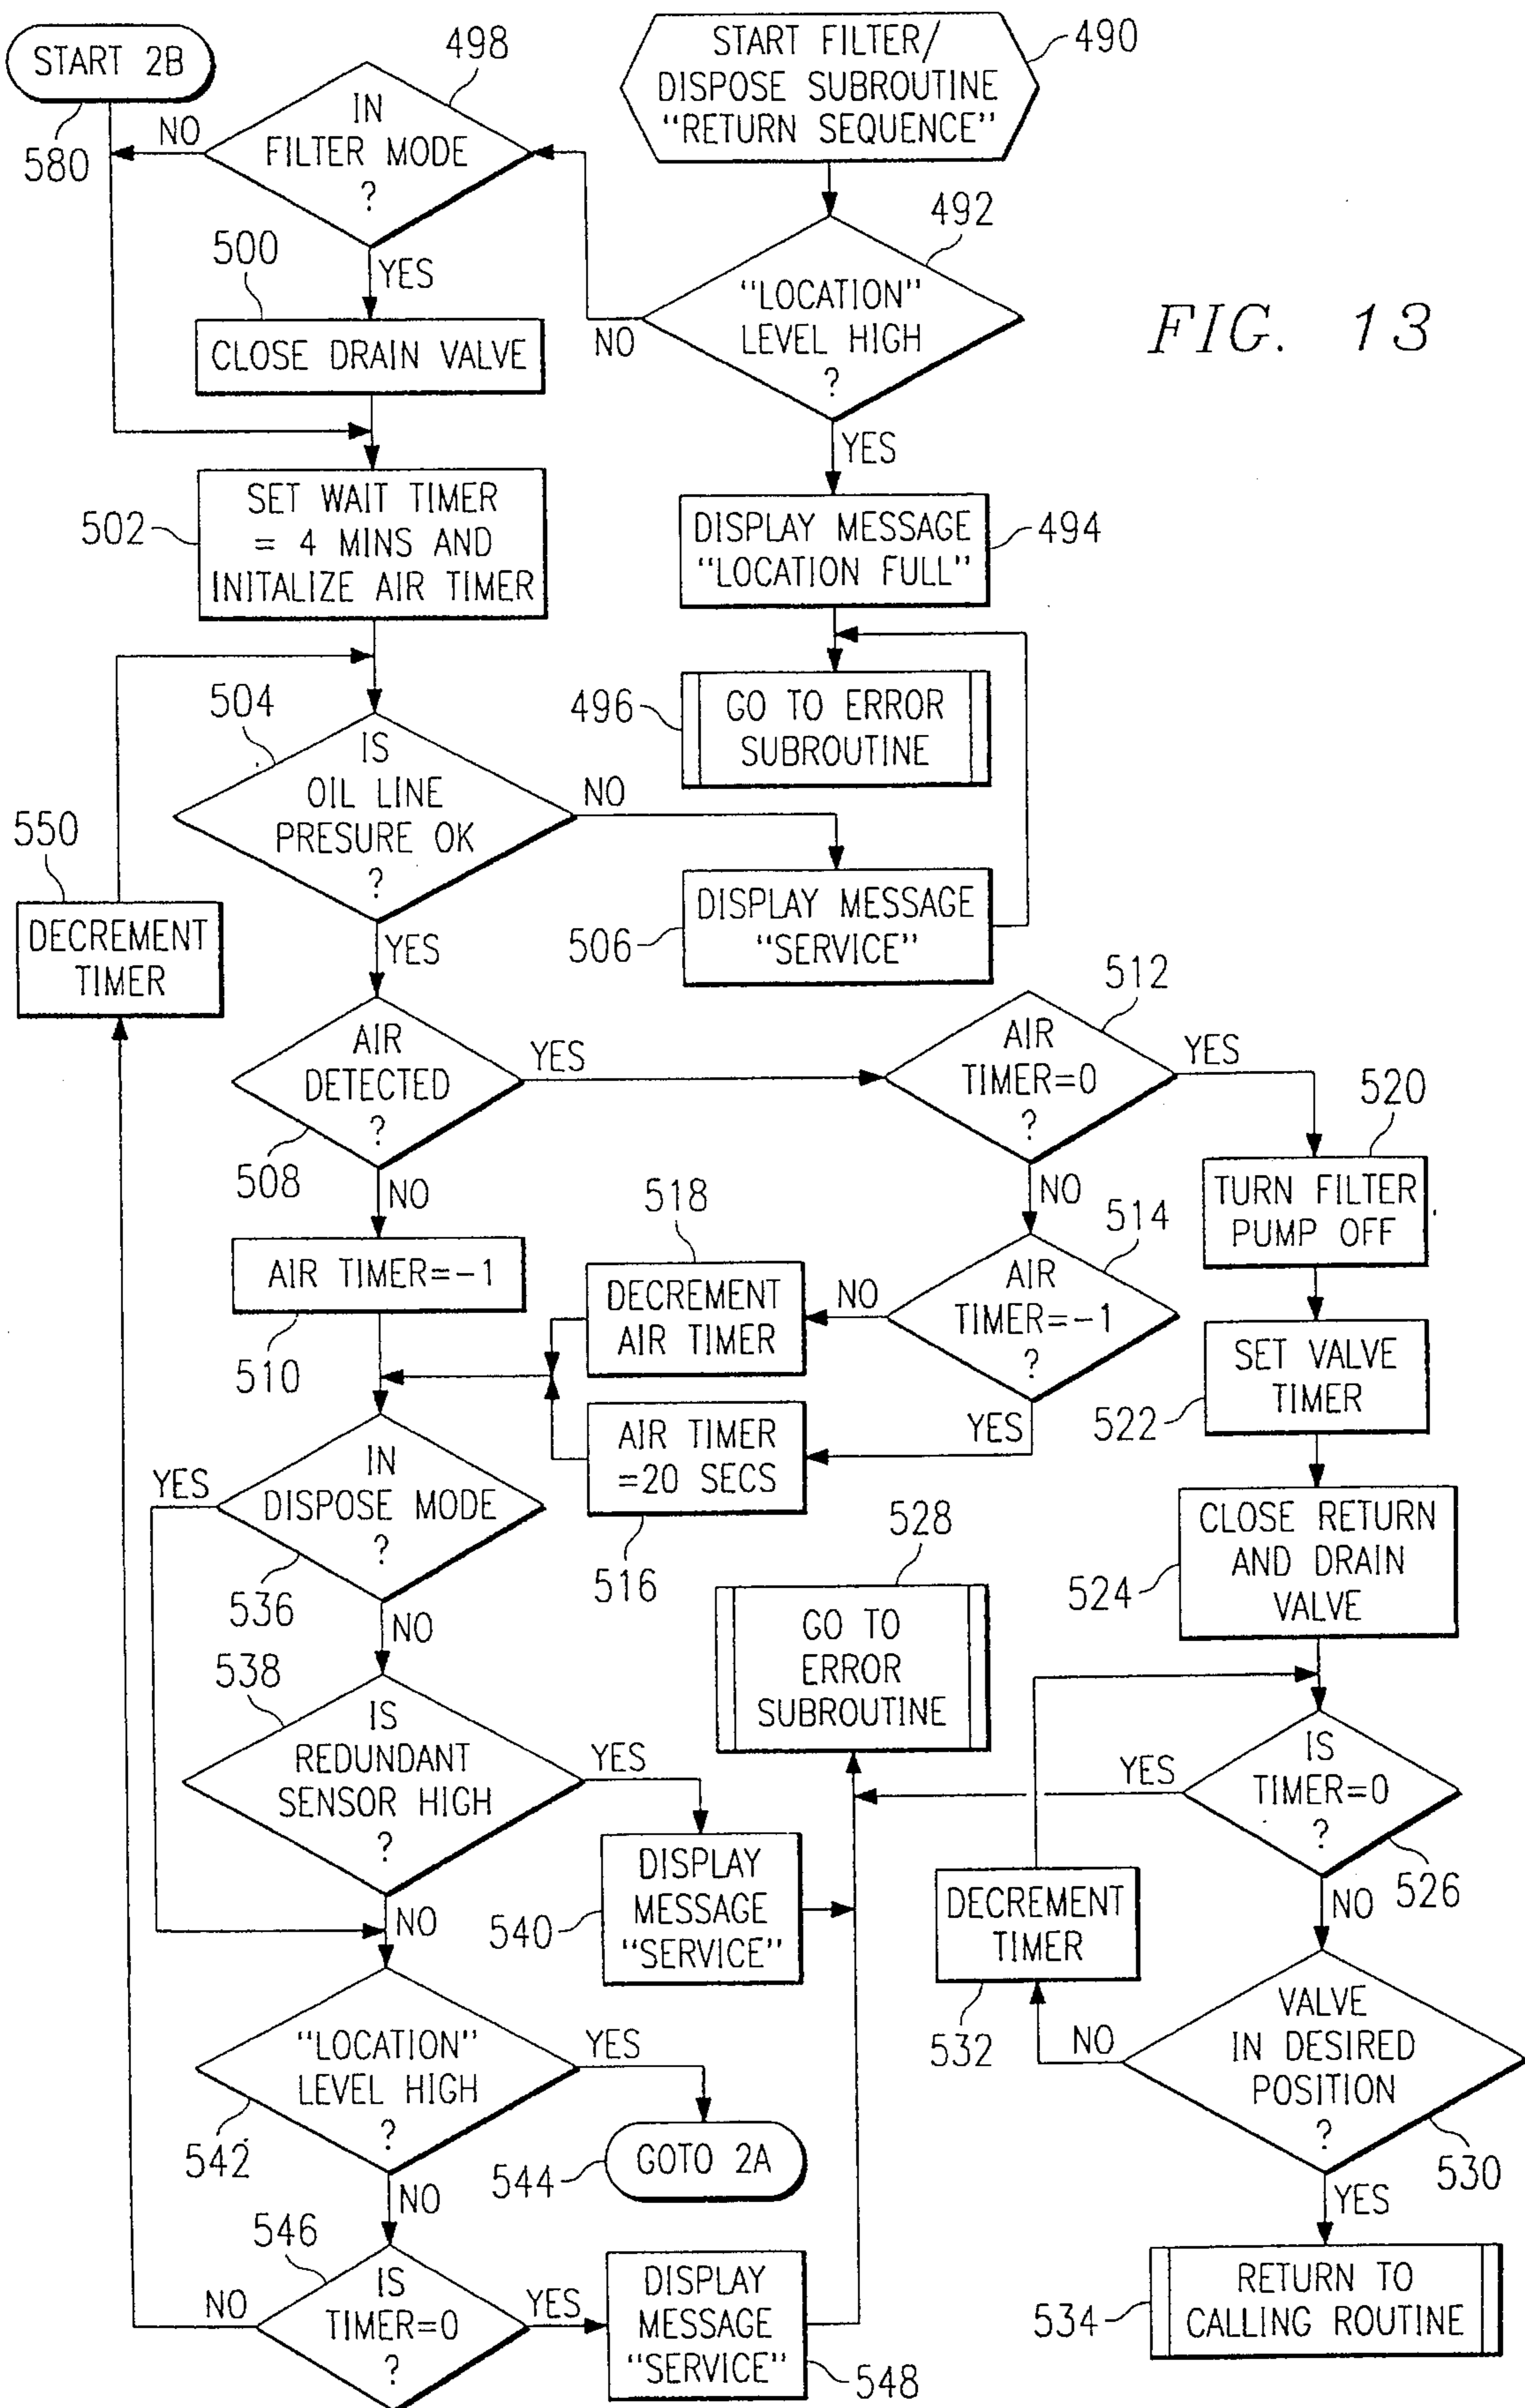 START 2B
580
498
IN
FILTER MODE
?
NO
YES
START FILTER/
DISPOSE SUBROUTINE
"RETURN SEQUENCE"
490
492
"LOCATION"
LEVEL HIGH
?
NO
YES
FIG. 13
500
CLOSE DRAIN VALVE
502
SET WAIT TIMER
= 4 MINS AND
INITALIZE AIR TIMER
DISPLAY MESSAGE
"LOCATION FULL"
494
496
GO TO ERROR
SUBROUTINE
504
IS
OIL LINE
PRESURE OK
?
NO
YES
550
DECREMENT
TIMER
506
DISPLAY MESSAGE
"SERVICE"
AIR
DETECTED
?
508
YES
NO
512
AIR
TIMER=0
?
YES
NO
520
TURN FILTER
PUMP OFF
AIR TIMER=-1
510
518
DECREMENT
AIR TIMER
514
AIR
TIMER=-1
?
NO
YES
AIR TIMER
=20 SECS
516
522
SET VALVE
TIMER
524
CLOSE RETURN
AND DRAIN
VALVE
IN
DISPOSE MODE
?
YES
536
NO
528
GO TO
ERROR
SUBROUTINE
538
IS
REDUNDANT
SENSOR HIGH
?
YES
NO
540
DISPLAY
MESSAGE
"SERVICE"
IS
TIMER=0
?
YES
526
NO
DECREMENT
TIMER
532
VALVE
IN DESIRED
POSITION
?
NO
530
YES
"LOCATION"
LEVEL HIGH
?
542
YES
NO
544
GOTO 2A
546
IS
TIMER=0
?
NO
YES
DISPLAY
MESSAGE
"SERVICE"
548
534
RETURN TO
CALLING ROUTINE